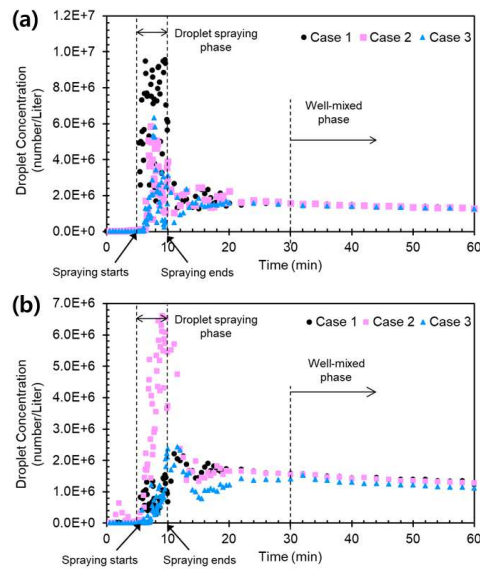 (a)
1.2E+7
1.0E+7
8.0E+6
6.0E+6
4.0E+6
2.0E+6
0.0E+0
Droplet Concentration
(number/Liter)
Droplet spraying
phase
Case 1 Case 2 Case 3
Well-mixed
phase
0 10 20 30 40 50 60
Time (min)
Spraying starts Spraying ends
(b)
7.0E+6
6.0E+6
5.0E+6
4.0E+6
3.0E+6
2.0E+6
1.0E+6
0.0E+0
Droplet Concentration
(number/Liter)
Droplet spraying
phase
Case 1 Case 2 Case 3
Well-mixed
phase
0 10 20 30 40 50 60
Time (min)
Spraying starts Spraying ends